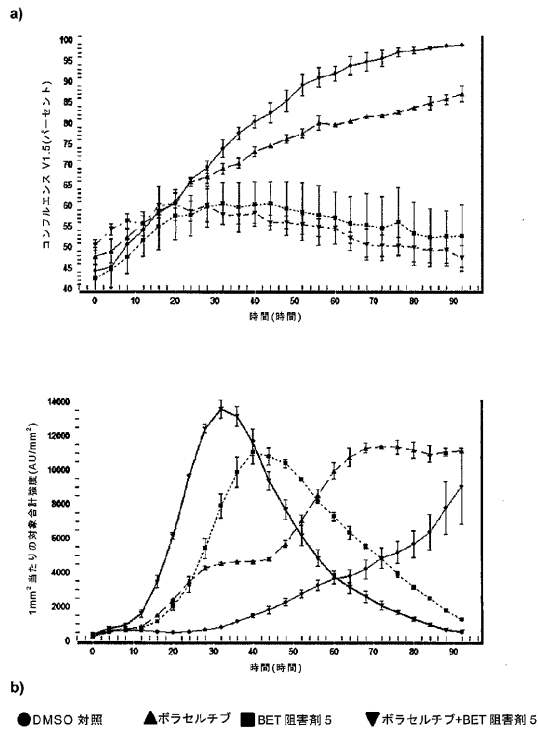 a)
100
95
90
85
80
75
70
65
60
55
50
45
40
コンフルエンス V1.5(パーセント)
0 10 20 30 40 50 60 70 80 90
時間(時間)
14000
12000
10000
8000
6000
4000
2000
0
1mm²当たりの対象合計強度(AU/mm²)
0 10 20 30 40 50 60 70 80 90
時間(時間)
b)
DMSO 対照 ボラセルチブ BET 阻害剤 5 ボラセルチブ+BET 阻害剤 5